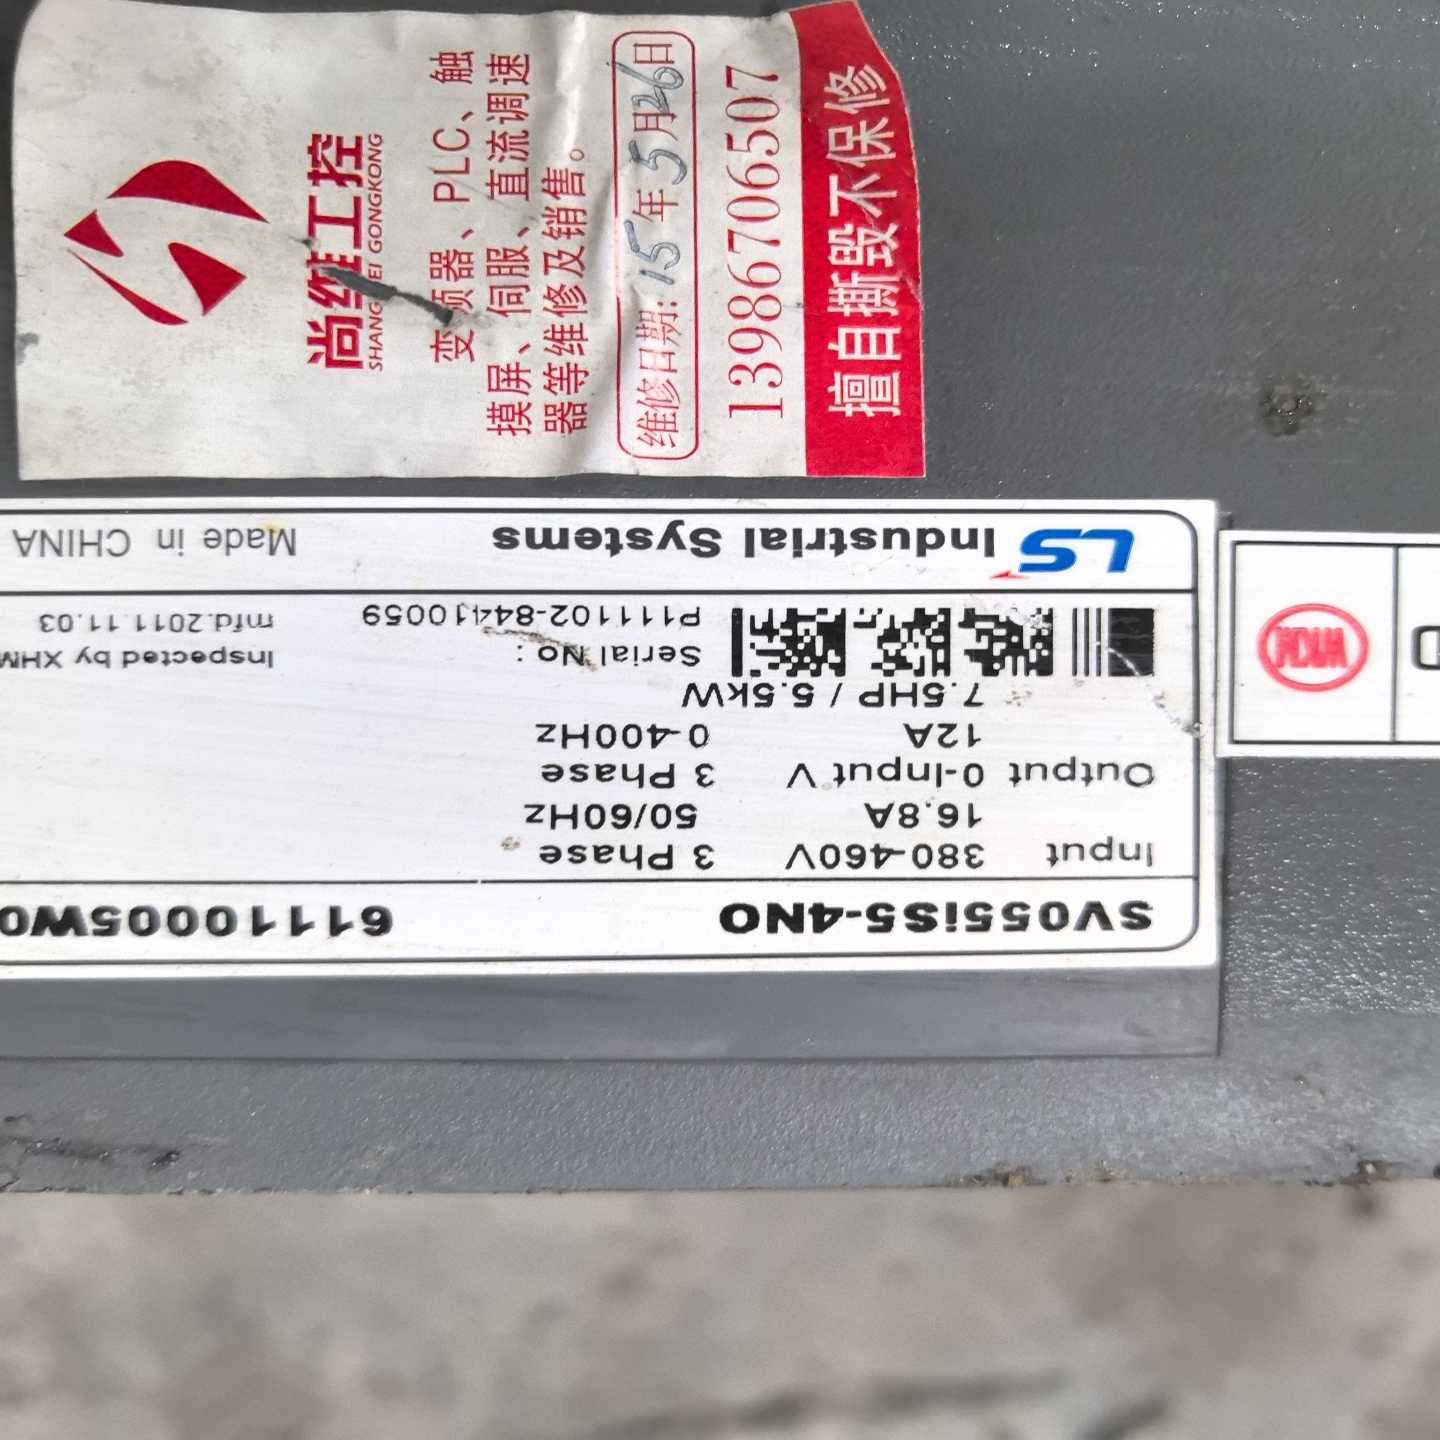 尚维工控
SHANGWEI GONGKONG
变频器、PLC、触
摸屏、伺服、直流调速
器等维修及销售。
维修日期:15年5月26日
13986706507
擅自撕毁不保修
SV055iS5-4NO 61110005W0
Input 380-460V 3 Phase
16.8A 50/60Hz
Output 0-Input V 3 Phase
12A 0-400Hz
7.5HP / 5.5kW
Serial No : Inspected by XHM
P111102-84410059 mfd.2011.11.03
LS Industrial Systems Made in CHINA
D